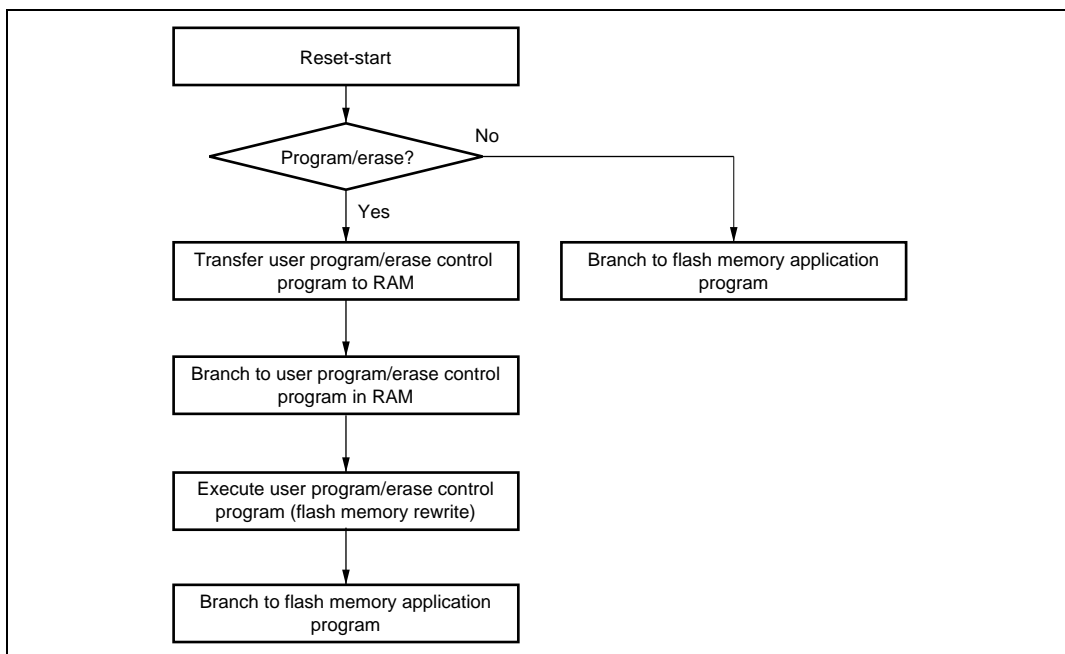 Reset-start
No
Program/erase?
Yes
Transfer user program/erase control
program to RAM
Branch to flash memory application
program
Branch to user program/erase control
program in RAM
Execute user program/erase control
program (flash memory rewrite)
Branch to flash memory application
program